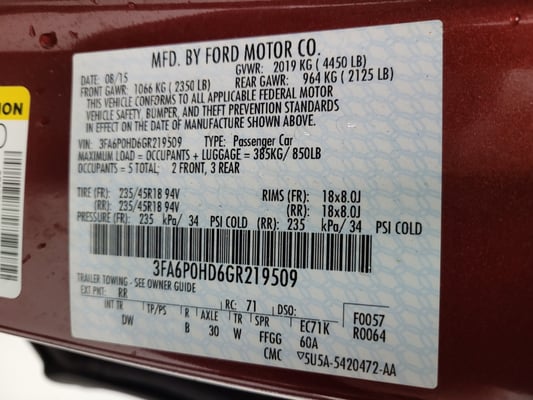 MFD. BY FORD MOTOR CO.
DATE: 08/15 GVWR: 2019 KG (4450 LB)
FRONT GAWR: 1066 KG (2350 LB) REAR GAWR: 964 KG (2125 LB)
THIS VEHICLE CONFORMS TO ALL APPLICABLE FEDERAL MOTOR
VEHICLE SAFETY, BUMPER, AND THEFT PREVENTION STANDARDS
IN EFFECT ON THE DATE OF MANUFACTURE SHOWN ABOVE.
VIN: 3FA6P0HD6GR219509 TYPE: Passenger Car
MAXIMUM LOAD = OCCUPANTS + LUGGAGE = 385KG/850LB
OCCUPANTS = 5 TOTAL: 2 FRONT, 3 REAR
TIRE (FR): 235/45R18 94V RIMS (FR): 18x8.0J
(RR): 235/45R18 94V (RR): 18x8.0J
PRESSURE (FR): 235 kPa/ 34 PSI COLD (RR): 235 kPa/ 34 PSI COLD
3FA6P0HD6GR219509
TRAILER TOWING - SEE OWNER GUIDE
EXT PNT: RR RC: 71 DSO: F0057
INT TR TP/PS R AXLE TR SPR EC71K R0064
DW B 30 W FFGG 60A
CMC 5U5A-5420472-AA
ION